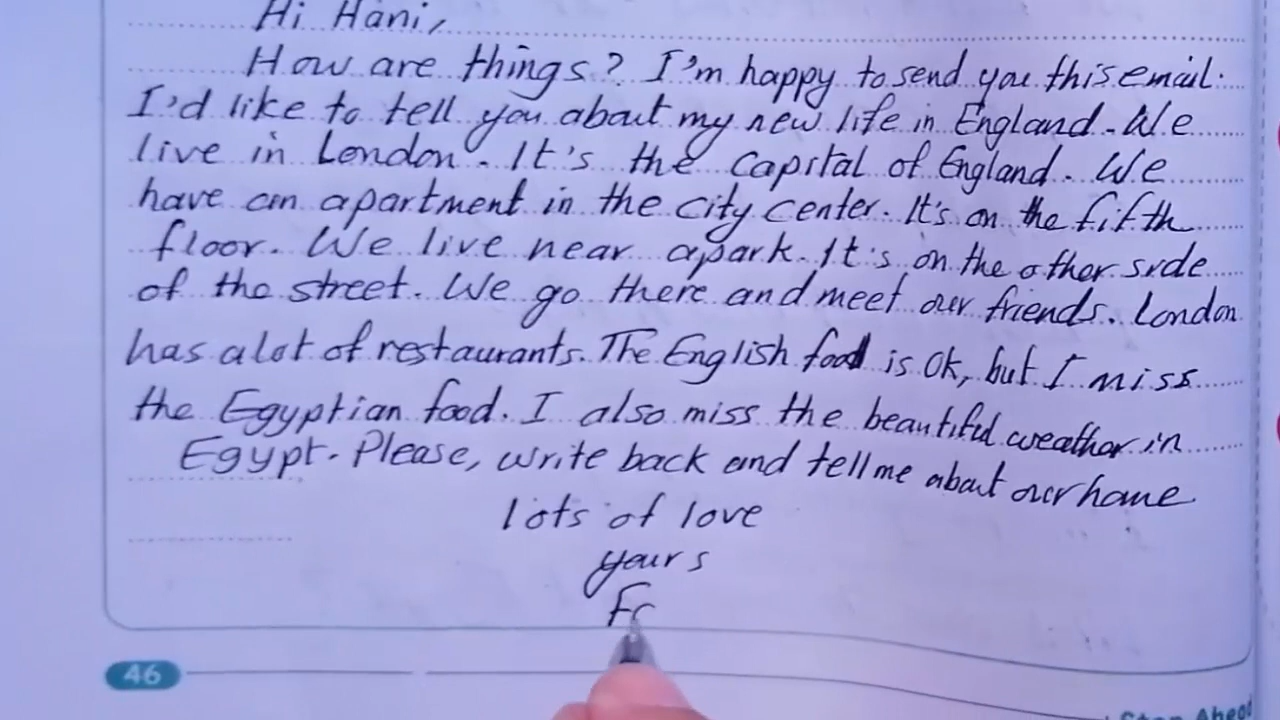 Hi Hani,
How are things? I'm happy to send you this email.
I'd like to tell you about my new life in England. We
live in London. It's the capital of England. We
have an apartment in the city center. It's on the fifth
floor. We live near a park. It's on the other side
of the street. We go there and meet our friends. London
has a lot of restaurants. The English food is Ok, but I miss
the Egyptian food. I also miss the beautiful weather in
Egypt. Please, write back and tell me about our home
lots of love
yours
Fa
46